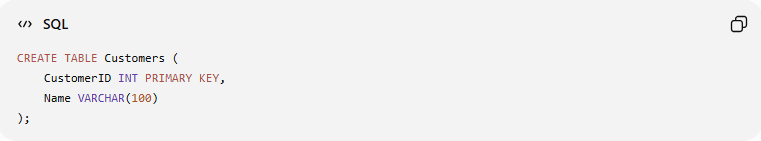 SQL
CREATE TABLE Customers (
    CustomerID INT PRIMARY KEY,
    Name VARCHAR(100)
);